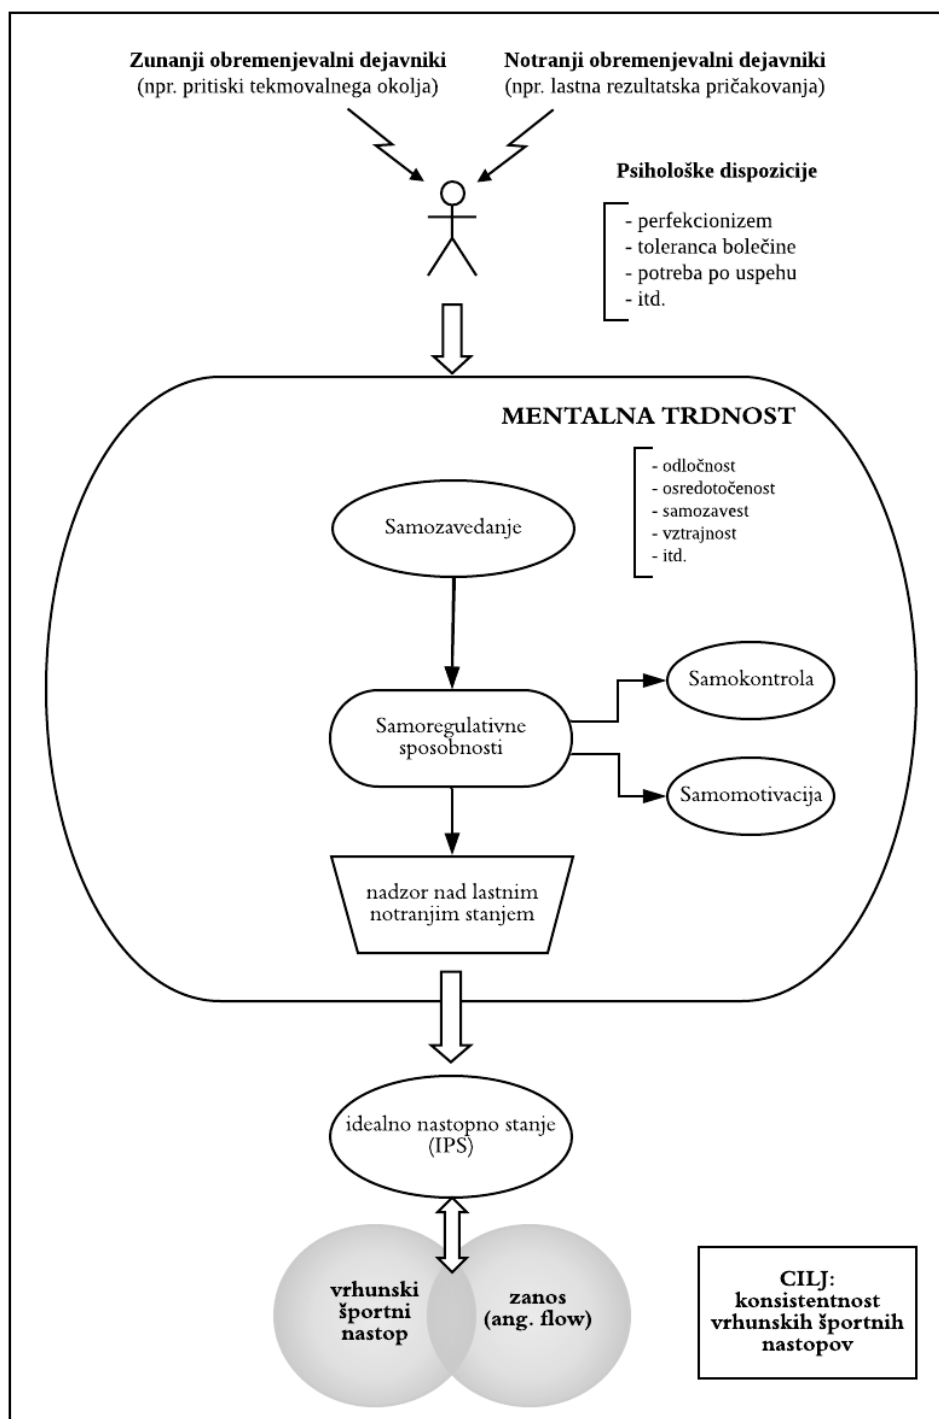 Zunanji obremenjevalni dejavniki
(npr. pritiski tekmovalnega okolja)
Notranji obremenjevalni dejavniki
(npr. lastna rezultatska pričakovanja)
Psihološke dispozicije
- perfekcionizem
- toleranca bolečine
- potreba po uspehu
- itd.
MENTALNA TRDNOST
- odločnost
- osredotočenost
- samozavest
- vztrajnost
- itd.
Samozavedanje
Samoregulativne
sposobnosti
Samokontrola
Samomotivacija
nadzor nad lastnim
notranjim stanjem
idealno nastopno stanje
(IPS)
vrhunski
športni
nastop
zanos
(ang. flow)
CILJ:
konsistentnost
vrhunskih športnih
nastopov